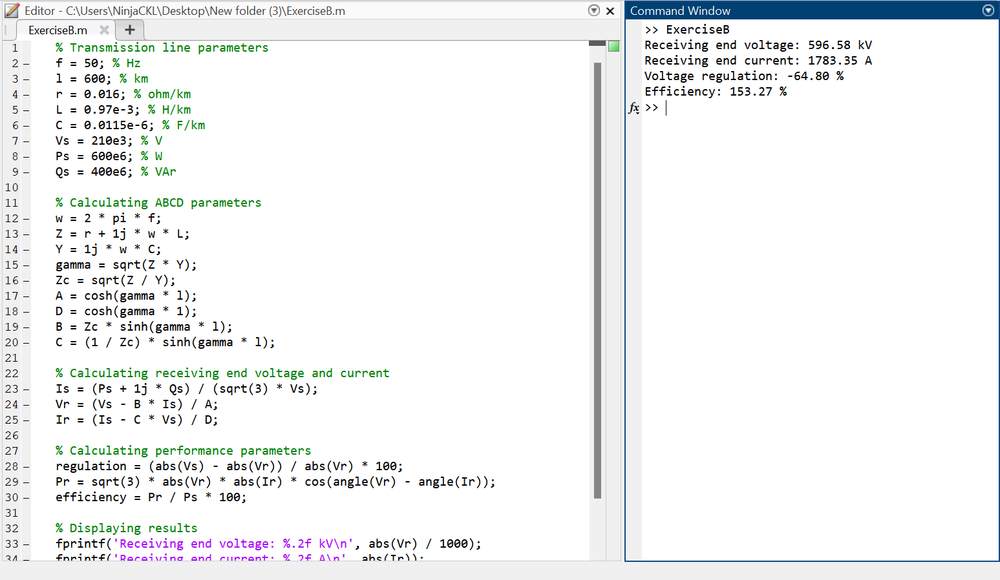 Editor - C:\Users\NinjaCKL\Desktop\New folder (3)\ExerciseB.m
ExerciseB.m
1 % Transmission line parameters
2 – f = 50; % Hz
3 – l = 600; % km
4 – r = 0.016; % ohm/km
5 – L = 0.97e-3; % H/km
6 – C = 0.0115e-6; % F/km
7 – Vs = 210e3; % V
8 – Ps = 600e6; % W
9 – Qs = 400e6; % VAr
10
11 % Calculating ABCD parameters
12 – w = 2 * pi * f;
13 – Z = r + 1j * w * L;
14 – Y = 1j * w * C;
15 – gamma = sqrt(Z * Y);
16 – Zc = sqrt(Z / Y);
17 – A = cosh(gamma * l);
18 – D = cosh(gamma * 1);
19 – B = Zc * sinh(gamma * l);
20 – C = (1 / Zc) * sinh(gamma * l);
21
22 % Calculating receiving end voltage and current
23 – Is = (Ps + 1j * Qs) / (sqrt(3) * Vs);
24 – Vr = (Vs - B * Is) / A;
25 – Ir = (Is - C * Vs) / D;
26
27 % Calculating performance parameters
28 – regulation = (abs(Vs) - abs(Vr)) / abs(Vr) * 100;
29 – Pr = sqrt(3) * abs(Vr) * abs(Ir) * cos(angle(Vr) - angle(Ir));
30 – efficiency = Pr / Ps * 100;
31
32 % Displaying results
33 – fprintf('Receiving end voltage: %.2f kV\n', abs(Vr) / 1000);
34 – fprintf('Receiving end current: %.2f A\n', abs(Ir));
Command Window
>> ExerciseB
Receiving end voltage: 596.58 kV
Receiving end current: 1783.35 A
Voltage regulation: -64.80 %
Efficiency: 153.27 %
fx >>